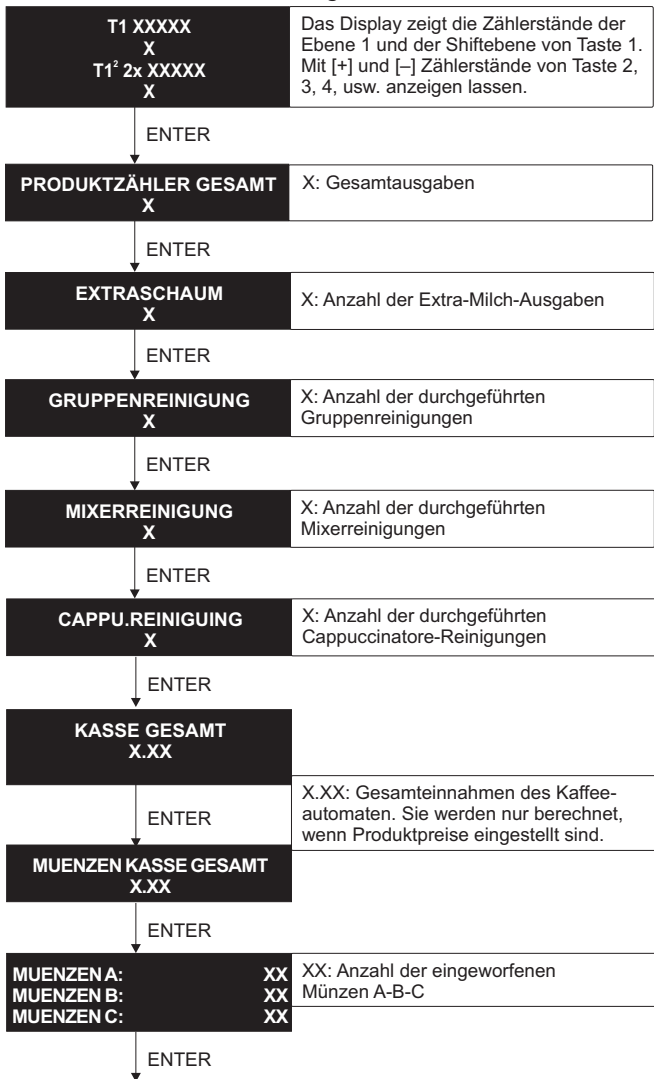 T1 XXXXX
X
T1² 2x XXXXX
X
Das Display zeigt die Zählerstände der
Ebene 1 und der Shiftebene von Taste 1.
Mit [+] und [–] Zählerstände von Taste 2,
3, 4, usw. anzeigen lassen.
ENTER
PRODUKTZÄHLER GESAMT
X
X: Gesamtausgaben
ENTER
EXTRASCHAUM
X
X: Anzahl der Extra-Milch-Ausgaben
ENTER
GRUPPENREINIGUNG
X
X: Anzahl der durchgeführten
Gruppenreinigungen
ENTER
MIXERREINIGUNG
X
X: Anzahl der durchgeführten
Mixerreinigungen
ENTER
CAPPU.REINIGUING
X
X: Anzahl der durchgeführten
Cappuccinatore-Reinigungen
ENTER
KASSE GESAMT
X.XX
ENTER
X.XX: Gesamteinnahmen des Kaffee-
automaten. Sie werden nur berechnet,
wenn Produktpreise eingestellt sind.
MUENZEN KASSE GESAMT
X.XX
ENTER
MUENZEN A: XX
MUENZEN B: XX
MUENZEN C: XX
XX: Anzahl der eingeworfenen
Münzen A-B-C
ENTER